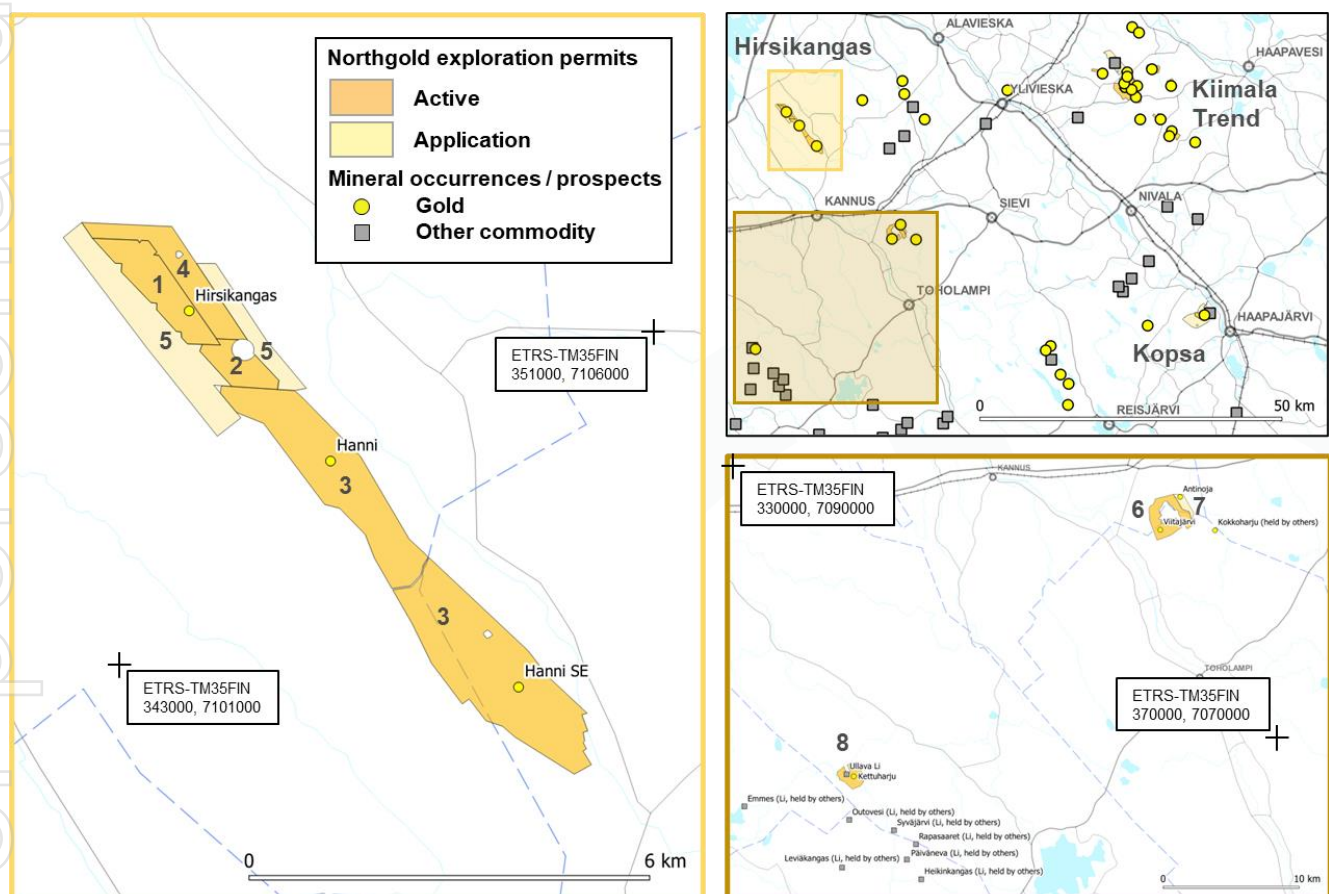 Northgold exploration permits
Active
Application
Mineral occurrences / prospects
Gold
Other commodity
1
4
Hirsikangas
5
5
2
ETRS-TM35FIN
351000, 7106000
Hanni
3
3
Hanni SE
ETRS-TM35FIN
343000, 7101000
0
6 km
Hirsikangas
ALAVIESKA
HAAPAVESI
YLIVIESKA
Kiimala
Trend
KANNUS
SIEVI
NIVALA
TOHOLAMPI
HAAPAJÄRVI
Kopsa
REISJÄRVI
0
50 km
ETRS-TM35FIN
330000, 7090000
KANNUS
Antinoja
6
7
Viitajärvi
Kokkoharju (held by others)
TOHOLAMPI
ETRS-TM35FIN
370000, 7070000
8
Ullava Li
Kettuharju
Emmes (Li, held by others)
Outovesi (Li, held by others)
Syväjärvi (Li, held by others)
Rapasaaret (Li, held by others)
Päiväneva (Li, held by others)
Leviäkangas (Li, held by others)
Heikinkangas (Li, held by others)
0
10 km